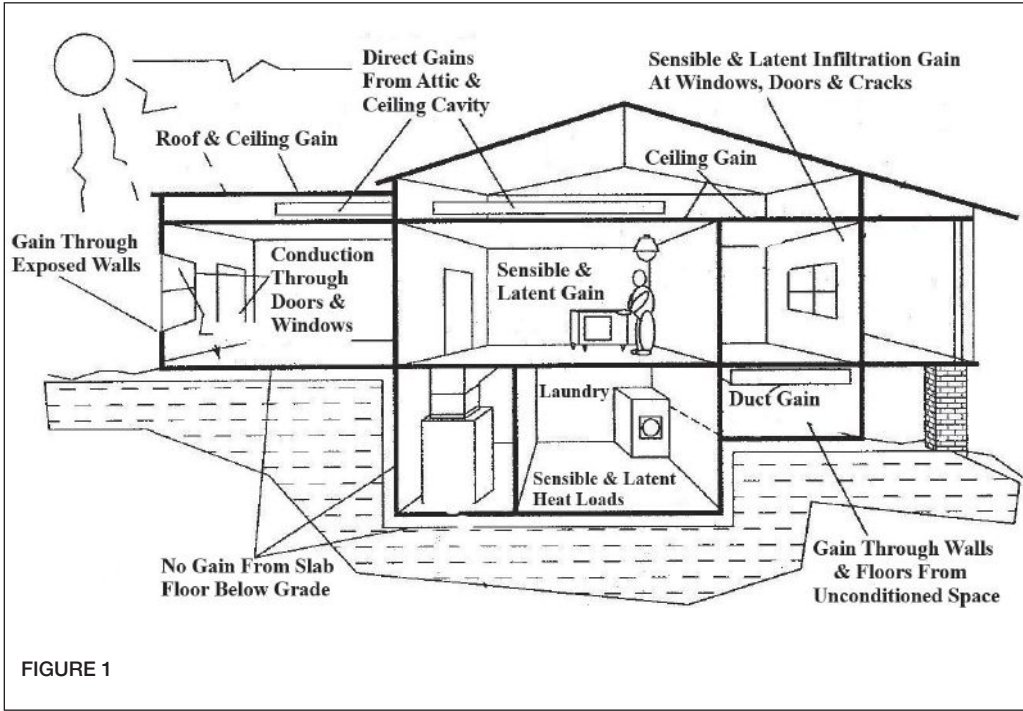 Direct Gains
From Attic &
Ceiling Cavity
Sensible & Latent Infiltration Gain
At Windows, Doors & Cracks
Roof & Ceiling Gain
Ceiling Gain
Gain Through
Exposed Walls
Conduction
Through
Doors &
Windows
Sensible &
Latent Gain
Laundry
Duct Gain
Sensible & Latent
Heat Loads
No Gain From Slab
Floor Below Grade
Gain Through Walls
& Floors From
Unconditioned Space
FIGURE 1